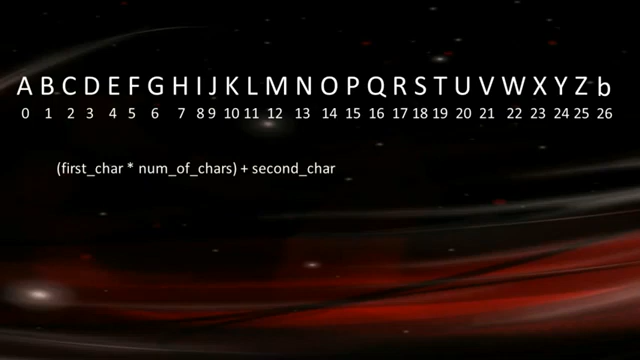 A B C D E F G H I J K L M N O P Q R S T U V W X Y Z b
0 1 2 3 4 5 6 7 8 9 10 11 12 13 14 15 16 17 18 19 20 21 22 23 24 25 26
(first_char * num_of_chars) + second_char